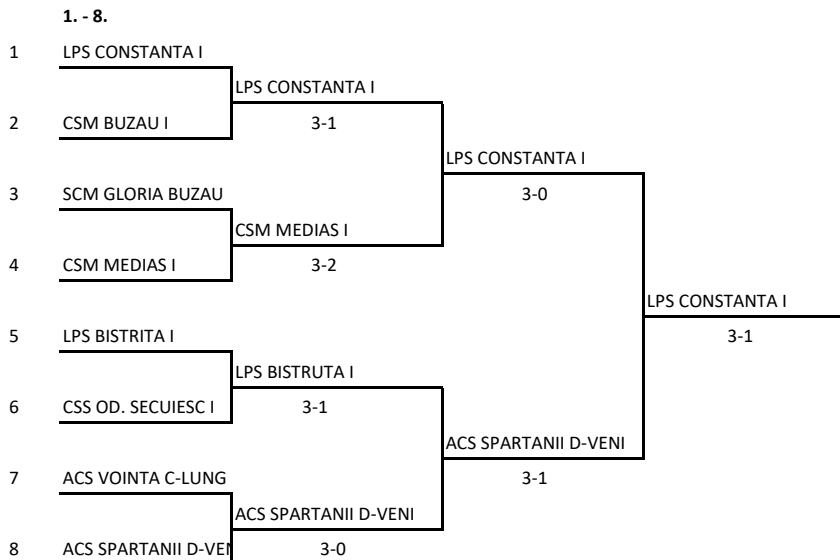 1. - 8.
1 LPS CONSTANTA I
LPS CONSTANTA I
2 CSM BUZAU I 3-1
LPS CONSTANTA I
3 SCM GLORIA BUZAU 3-0
CSM MEDIAS I
4 CSM MEDIAS I 3-2
LPS CONSTANTA I
5 LPS BISTRITA I 3-1
LPS BISTRUTA I
6 CSS OD. SECUIESC I 3-1
ACS SPARTANII D-VENI
7 ACS VOINTA C-LUNG 3-1
ACS SPARTANII D-VENI
8 ACS SPARTANII D-VEN 3-0